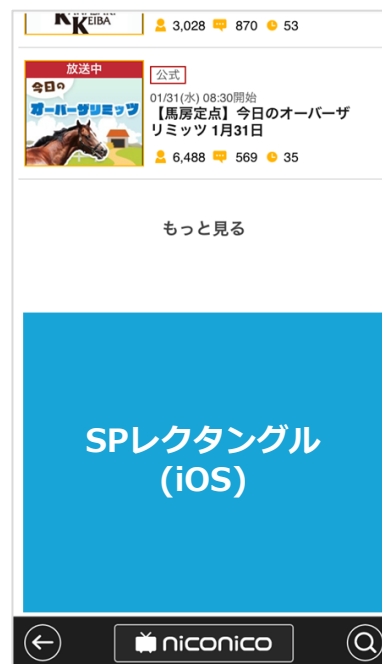 KEIBA
3,028 870 53
放送中
今日の
オーバーザリミッツ
公式
01/31(水) 08:30開始
【馬房定点】今日のオーバーザ
リミッツ 1月31日
6,488 569 35
もっと見る
SPレクタングル
(iOS)
niconico